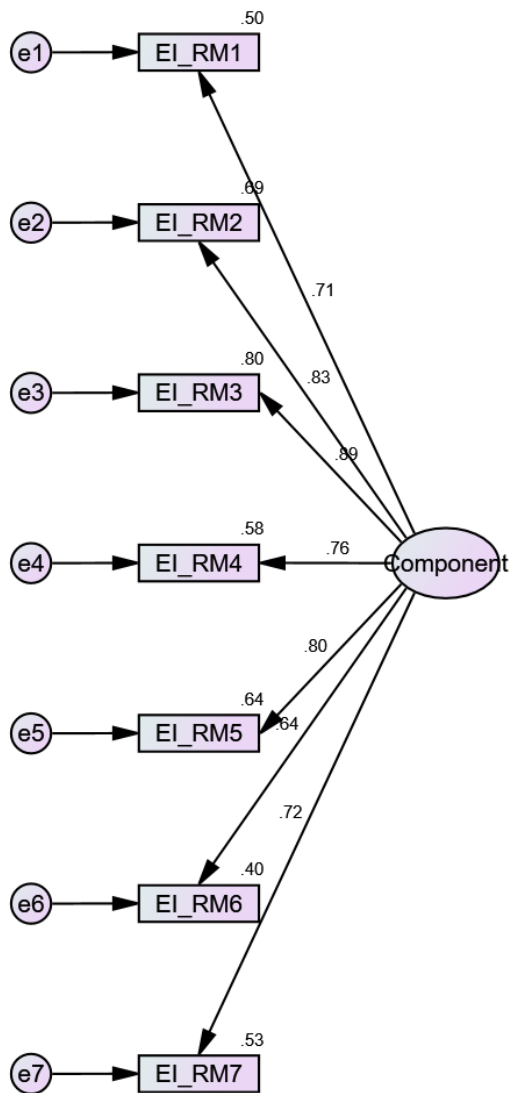 .50
e1 EI_RM1
.69
e2 EI_RM2
.71
.83
.80
e3 EI_RM3
.89
.58
e4 EI_RM4
.76
Component
.80
.64
e5 EI_RM5
.64
.72
.40
e6 EI_RM6
.53
e7 EI_RM7